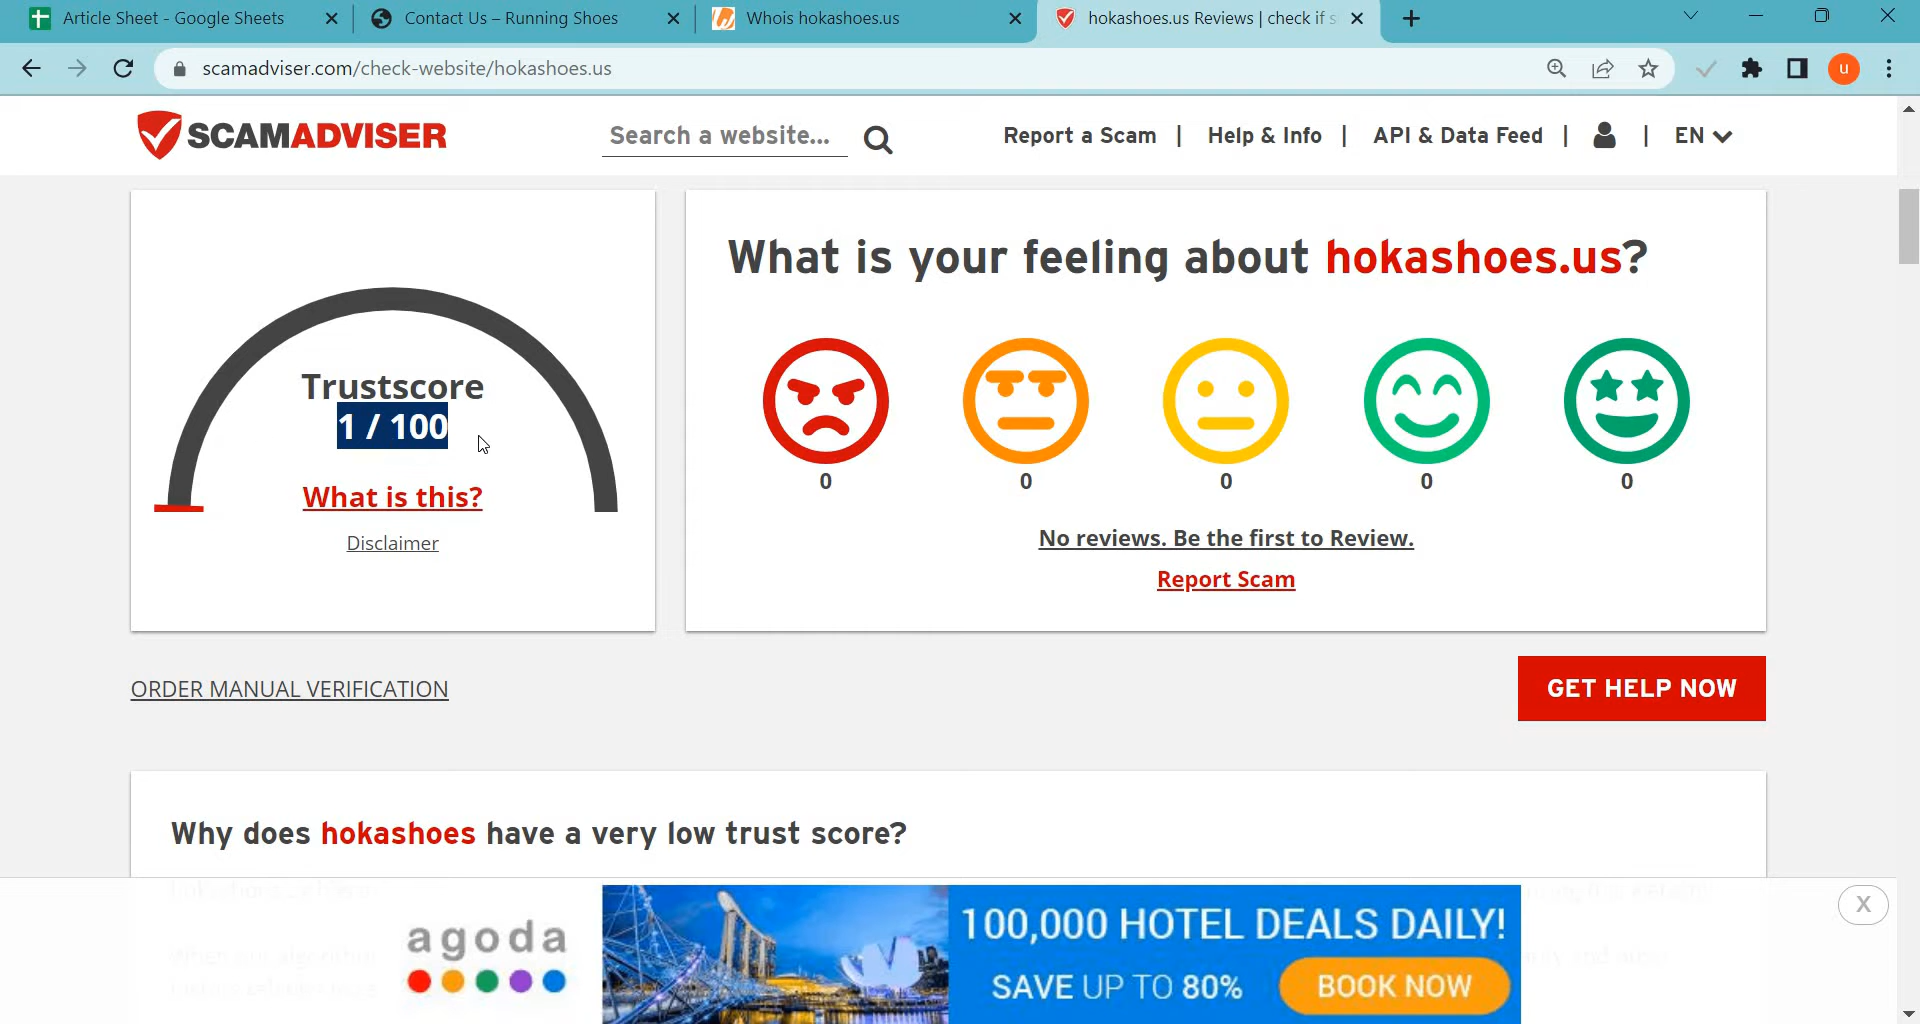 Article Sheet - Google Sheets
Contact Us – Running Shoes
Whois hokashoes.us
hokashoes.us Reviews | check if s
scamadviser.com/check-website/hokashoes.us
u
SCAMADVISER
Search a website...
Report a Scam | Help & Info | API & Data Feed | | EN
Trustscore
1 / 100
What is this?
Disclaimer
What is your feeling about hokashoes.us?
0 0 0 0 0
No reviews. Be the first to Review.
Report Scam
ORDER MANUAL VERIFICATION
GET HELP NOW
Why does hokashoes have a very low trust score?
agoda
100,000 HOTEL DEALS DAILY!
SAVE UP TO 80%
BOOK NOW
X